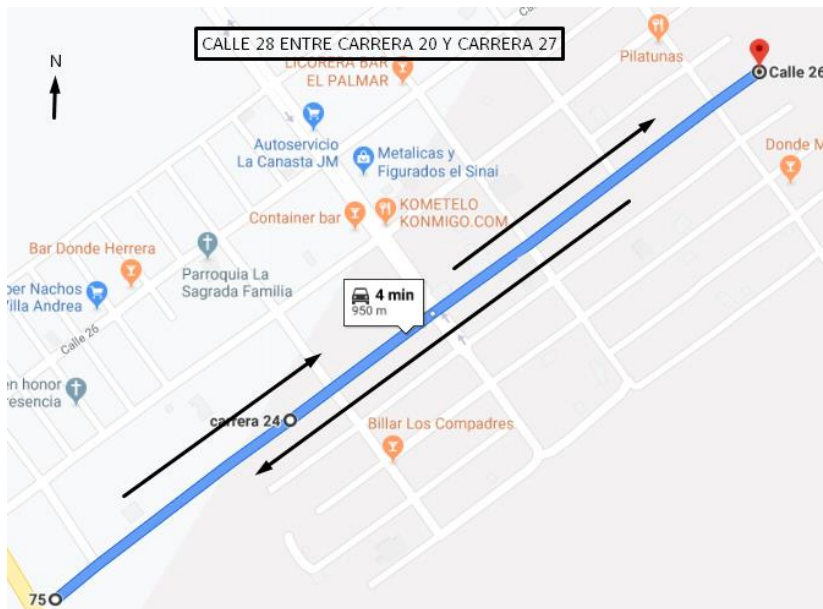 CALLE 28 ENTRE CARRERA 20 Y CARRERA 27
N
LICORERA BAR
EL PALMAR
Pilatunas
Calle 26
Autoservicio
La Canasta JM
Metalicas y
Figurados el Sinai
Donde M
Container bar
KOMETELO
KONMIGO.COM
Bar Donde Herrera
Parroquia La
Sagrada Familia
per Nachos
Villa Andrea
4 min
950 m
Calle 26
en honor
resencia
carrera 24
Billar Los Compadres
75